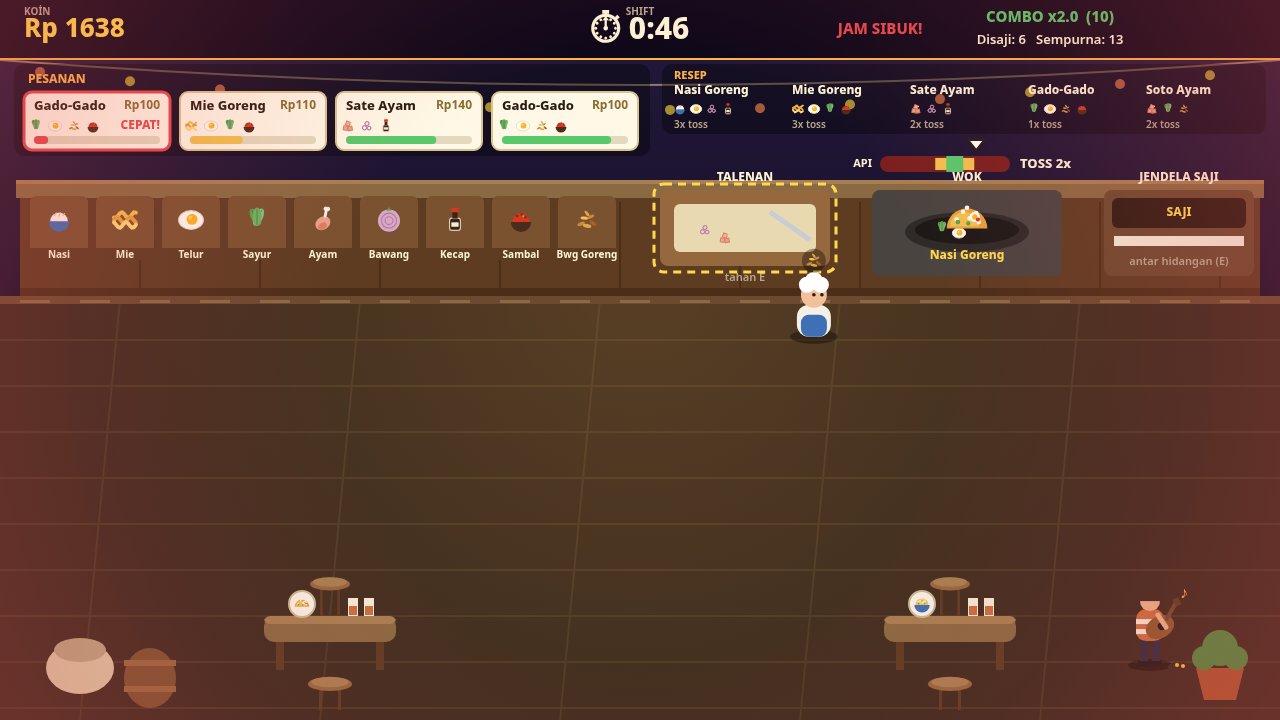 KOIN
Rp 1638
SHIFT
0:46
JAM SIBUK!
COMBO x2.0 (10)
Disaji: 6 Sempurna: 13
PESANAN
Gado-Gado Rp100
CEPAT!
Mie Goreng Rp110
Sate Ayam Rp140
Gado-Gado Rp100
RESEP
Nasi Goreng
3x toss
Mie Goreng
3x toss
Sate Ayam
2x toss
Gado-Gado
1x toss
Soto Ayam
2x toss
API
TOSS 2x
TALENAN
WOK
JENDELA SAJI
Nasi
Mie
Telur
Sayur
Ayam
Bawang
Kecap
Sambal
Bwg Goreng
tahan E
Nasi Goreng
SAJI
antar hidangan (E)